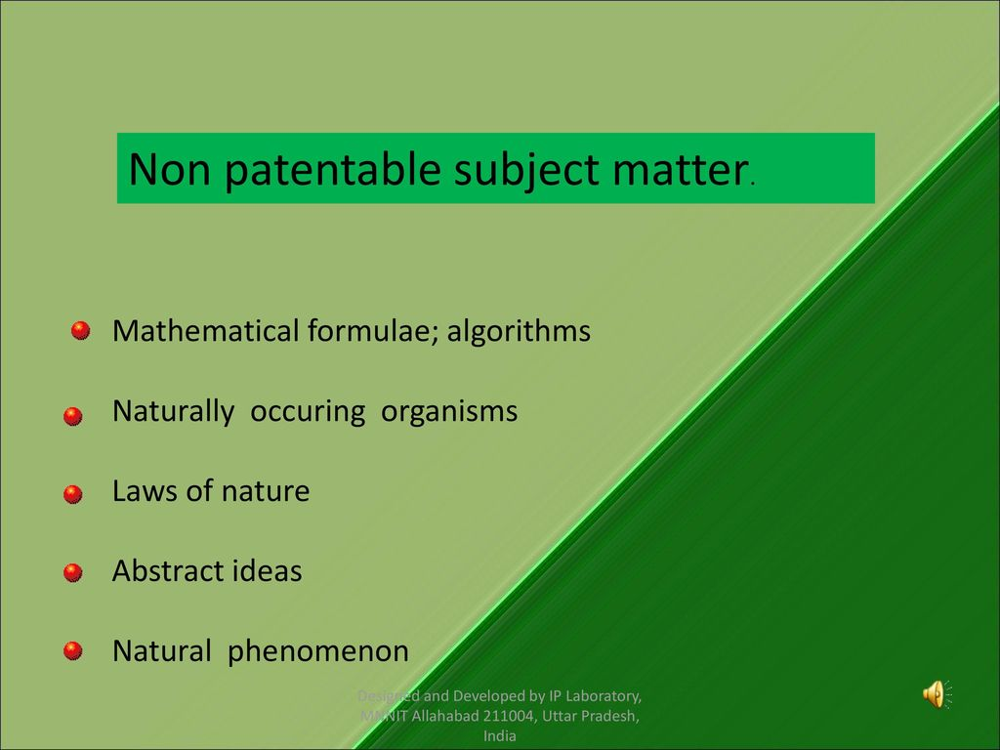 Non patentable subject matter.
Mathematical formulae; algorithms
Naturally occuring organisms
Laws of nature
Abstract ideas
Natural phenomenon
Designed and Developed by IP Laboratory,
MNNIT Allahabad 211004, Uttar Pradesh,
India